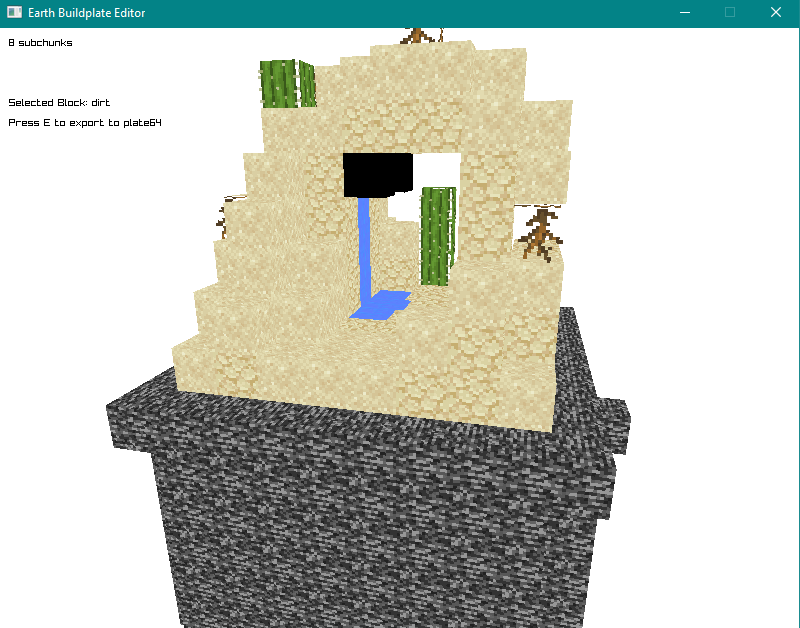 Earth Buildplate Editor
8 subchunks
Selected Block: dirt
Press E to export to plate64